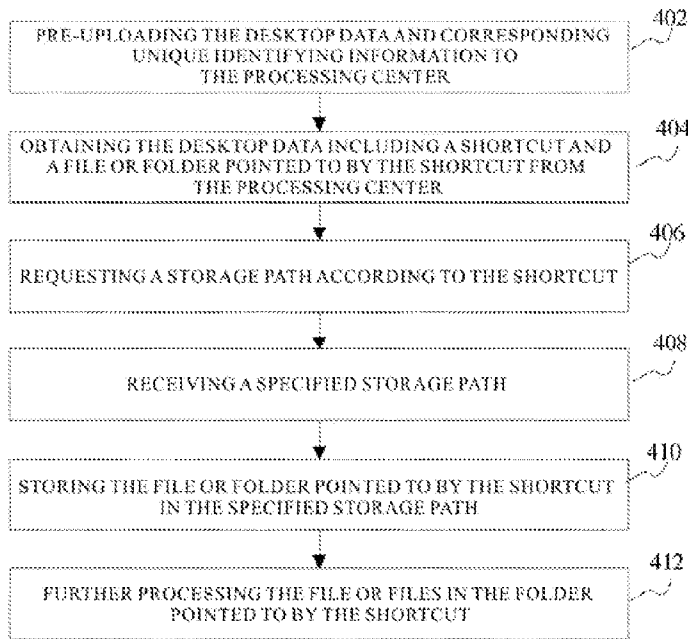 PRE-UPLOADING THE DESKTOP DATA AND CORRESPONDING
UNIQUE IDENTIFYING INFORMATION TO
THE PROCESSING CENTER
402
OBTAINING THE DESKTOP DATA INCLUDING A SHORTCUT AND
A FILE OR FOLDER POINTED TO BY THE SHORTCUT FROM
THE PROCESSING CENTER
404
REQUESTING A STORAGE PATH ACCORDING TO THE SHORTCUT
406
RECEIVING A SPECIFIED STORAGE PATH
408
STORING THE FILE OR FOLDER POINTED TO BY THE SHORTCUT
IN THE SPECIFIED STORAGE PATH
410
FURTHER PROCESSING THE FILE OR FILES IN THE FOLDER
POINTED TO BY THE SHORTCUT
412